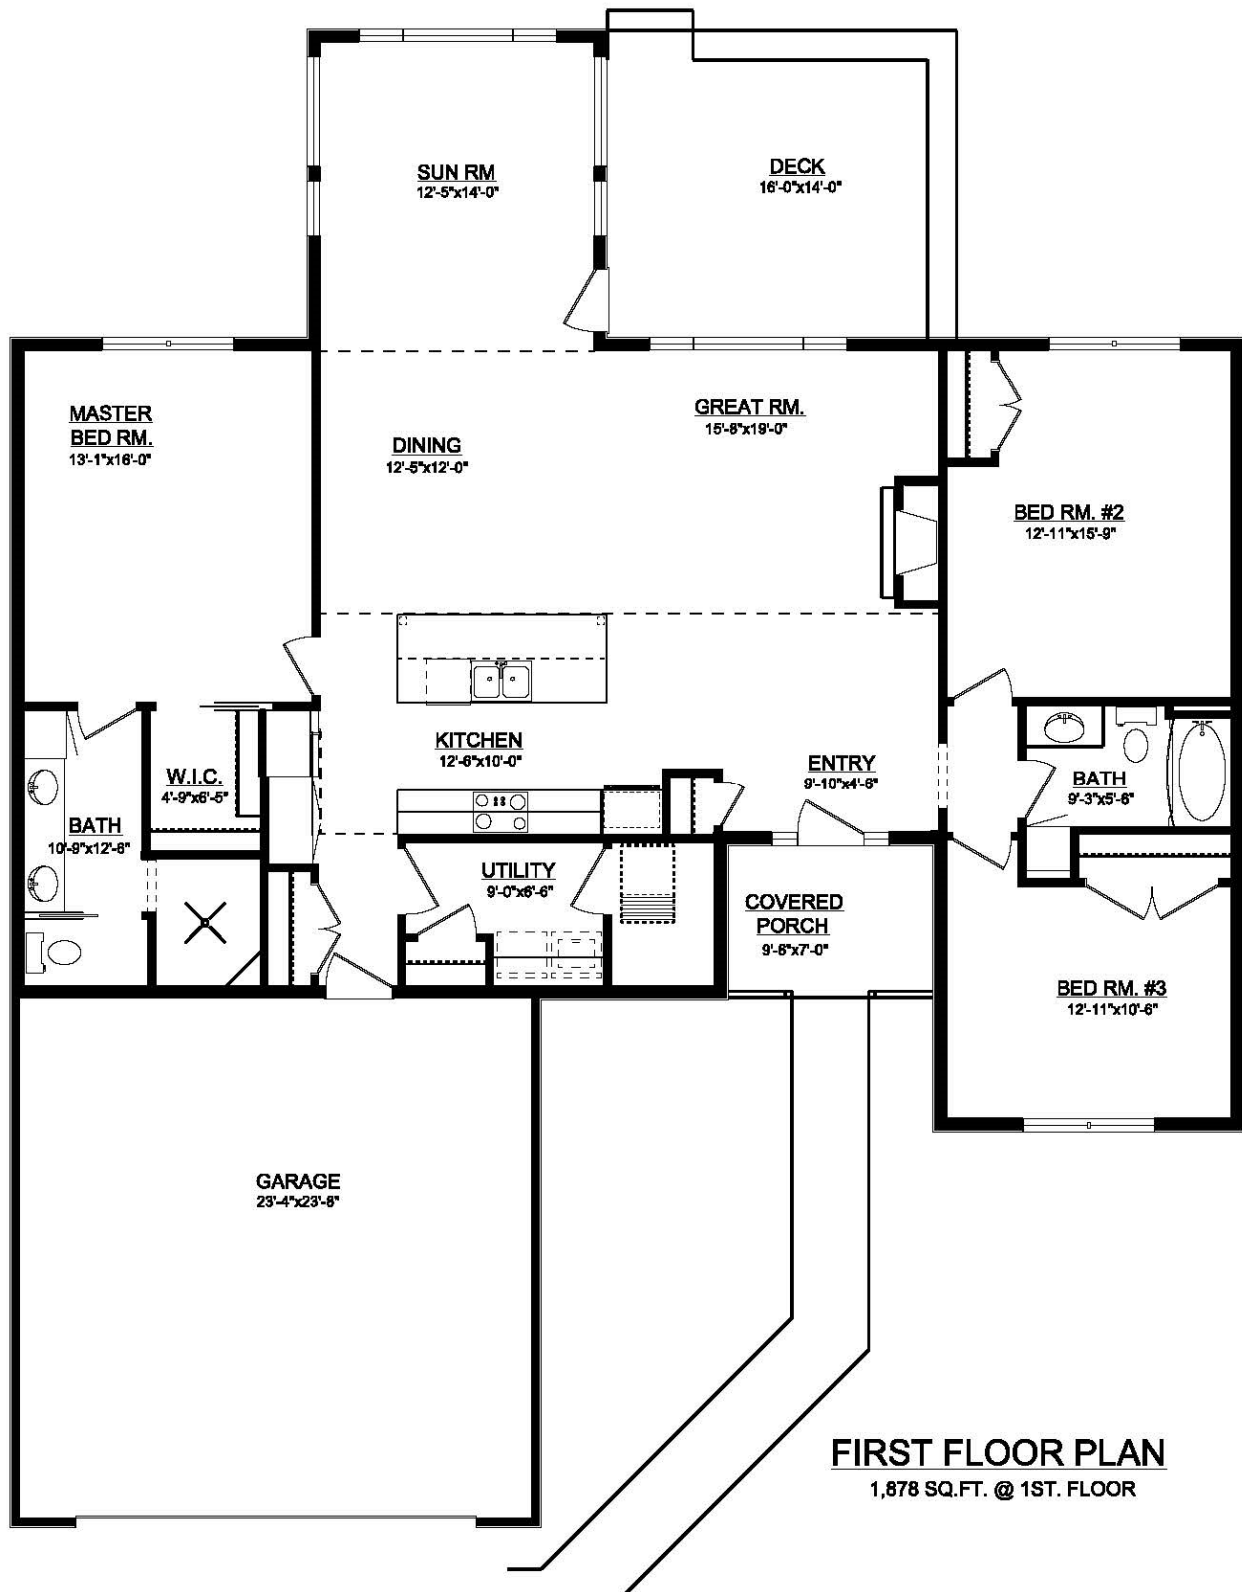 SUN RM
12'-5"x14'-0"
DECK
16'-0"x14'-0"
MASTER
BED RM.
13'-1"x16'-0"
DINING
12'-5"x12'-0"
GREAT RM.
15'-8"x19'-0"
BED RM. #2
12'-11"x15'-9"
KITCHEN
12'-6"x10'-0"
ENTRY
9'-10"x4'-6"
W.I.C.
4'-9"x6'-5"
BATH
9'-3"x5'-6"
BATH
10'-9"x12'-6"
UTILITY
9'-0"x6'-6"
COVERED
PORCH
9'-6"x7'-0"
BED RM. #3
12'-11"x10'-6"
GARAGE
23'-4"x23'-8"
FIRST FLOOR PLAN
1,878 SQ.FT. @ 1ST. FLOOR